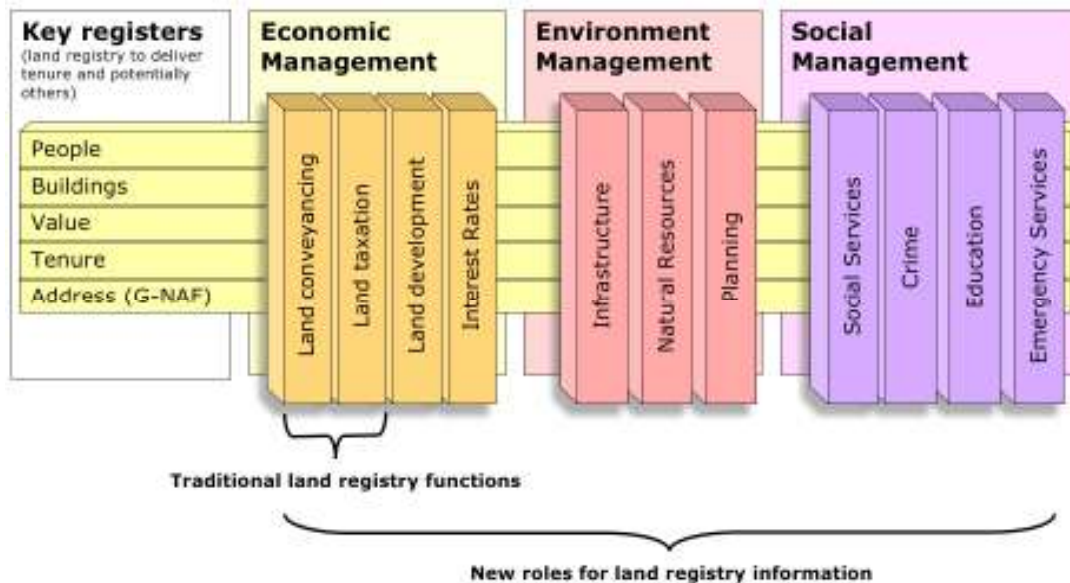 Key registers
(land registry to deliver
tenure and potentially
others)
Economic
Management
Environment
Management
Social
Management
People
Buildings
Value
Tenure
Address (G-NAF)
Land conveyancing
Land taxation
Land development
Interest Rates
Infrastructure
Natural Resources
Planning
Social Services
Crime
Education
Emergency Services
Traditional land registry functions
New roles for land registry information